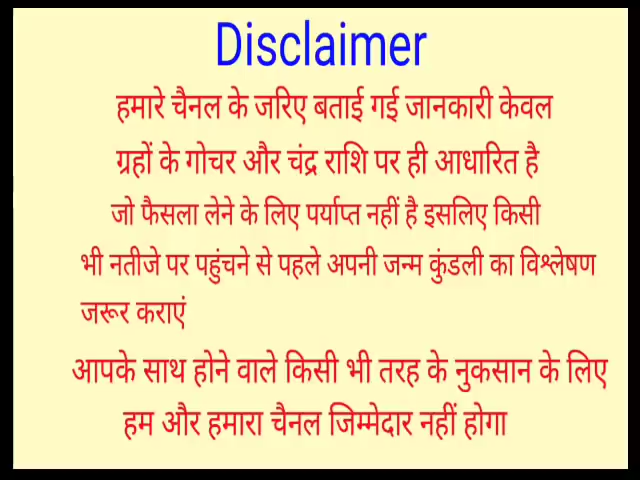 Disclaimer
हमारे चैनल के जरिए बताई गई जानकारी केवल
ग्रहों के गोचर और चंद्र राशि पर ही आधारित है
जो फैसला लेने के लिए पर्याप्त नहीं है इसलिए किसी
भी नतीजे पर पहुंचने से पहले अपनी जन्म कुंडली का विश्लेषण
जरूर कराएं
आपके साथ होने वाले किसी भी तरह के नुकसान के लिए
हम और हमारा चैनल जिम्मेदार नहीं होगा